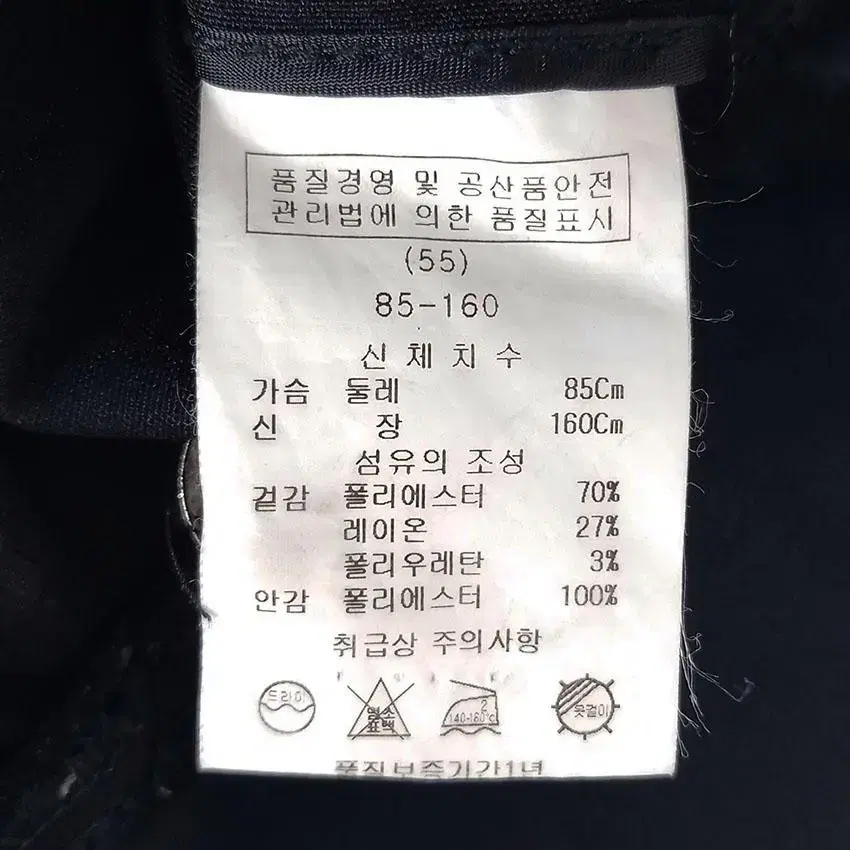 품질경영 및 공산품안전
관리법에 의한 품질표시
(55)
85-160
신체치수
가슴 둘레 85Cm
신 장 160Cm
섬유의 조성
겉감 폴리에스터 70%
레이온 27%
폴리우레탄 3%
안감 폴리에스터 100%
취급상 주의사항
드라이
염소
표백
2
140-160℃
옷걸이
품질보증기간1년